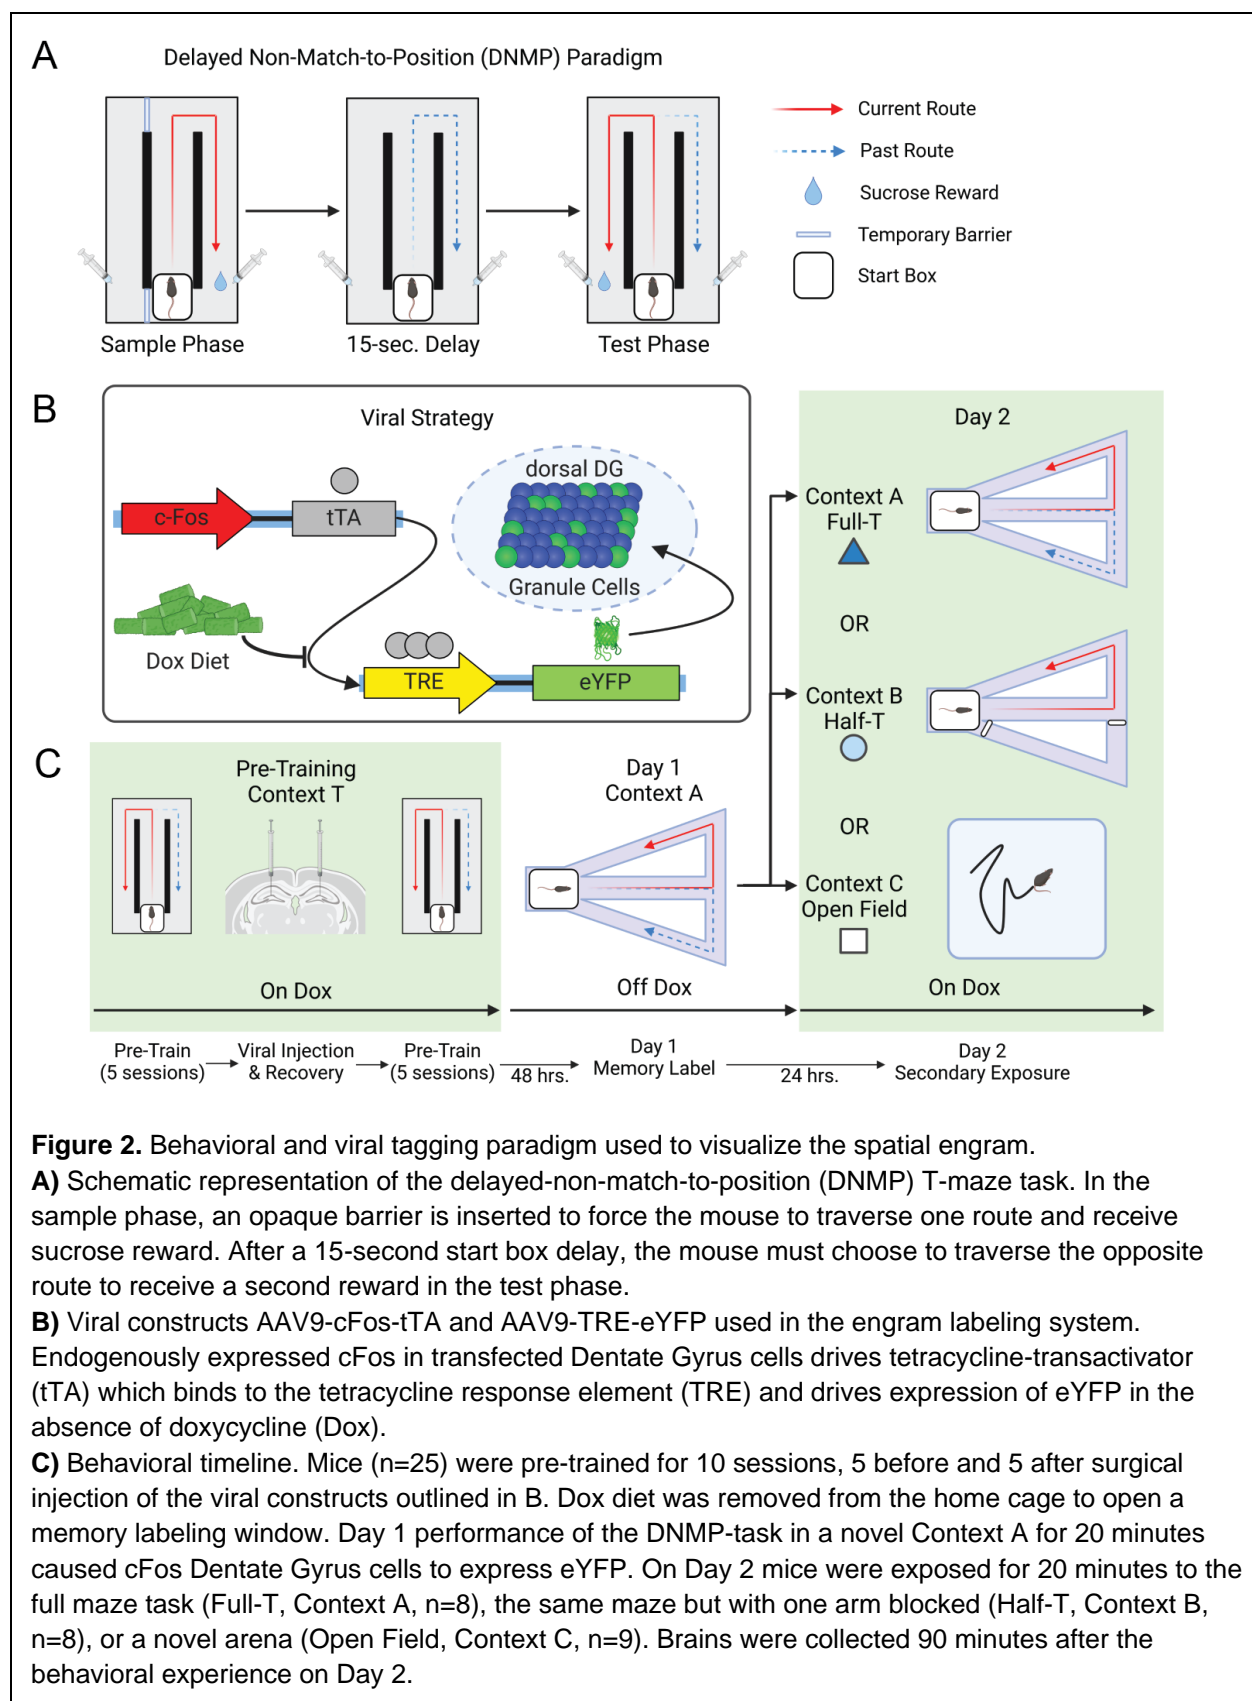 A
Delayed Non-Match-to-Position (DNMP) Paradigm
Current Route
Past Route
Sucrose Reward
Temporary Barrier
Start Box
Sample Phase
15-sec. Delay
Test Phase
B
Viral Strategy
c-Fos
tTA
dorsal DG
Granule Cells
Dox Diet
TRE
eYFP
Day 2
Context A
Full-T
OR
Context B
Half-T
OR
Context C
Open Field
On Dox
C
Pre-Training
Context T
On Dox
Day 1
Context A
Off Dox
Pre-Train
(5 sessions)
Viral Injection
& Recovery
Pre-Train
(5 sessions)
48 hrs.
Day 1
Memory Label
24 hrs.
Day 2
Secondary Exposure
Figure 2. Behavioral and viral tagging paradigm used to visualize the spatial engram.
A) Schematic representation of the delayed-non-match-to-position (DNMP) T-maze task. In the
sample phase, an opaque barrier is inserted to force the mouse to traverse one route and receive
sucrose reward. After a 15-second start box delay, the mouse must choose to traverse the opposite
route to receive a second reward in the test phase.
B) Viral constructs AAV9-cFos-tTA and AAV9-TRE-eYFP used in the engram labeling system.
Endogenously expressed cFos in transfected Dentate Gyrus cells drives tetracycline-transactivator
(tTA) which binds to the tetracycline response element (TRE) and drives expression of eYFP in the
absence of doxycycline (Dox).
C) Behavioral timeline. Mice (n=25) were pre-trained for 10 sessions, 5 before and 5 after surgical
injection of the viral constructs outlined in B. Dox diet was removed from the home cage to open a
memory labeling window. Day 1 performance of the DNMP-task in a novel Context A for 20 minutes
caused cFos Dentate Gyrus cells to express eYFP. On Day 2 mice were exposed for 20 minutes to the
full maze task (Full-T, Context A, n=8), the same maze but with one arm blocked (Half-T, Context B,
n=8), or a novel arena (Open Field, Context C, n=9). Brains were collected 90 minutes after the
behavioral experience on Day 2.